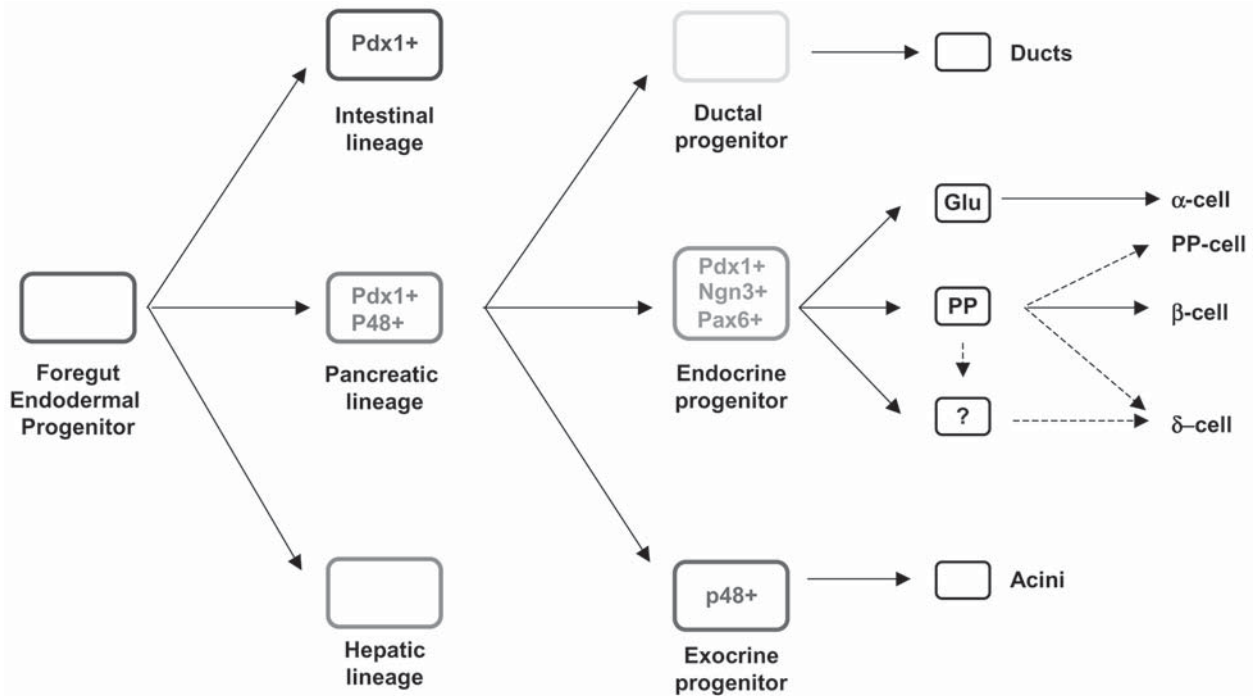 Pdx1+
Intestinal
lineage
Ductal
progenitor
Ducts
Foregut
Endodermal
Progenitor
Pdx1+
P48+
Pancreatic
lineage
Pdx1+
Ngn3+
Pax6+
Endocrine
progenitor
Glu
α-cell
PP-cell
PP
β-cell
?
δ–cell
Hepatic
lineage
p48+
Exocrine
progenitor
Acini